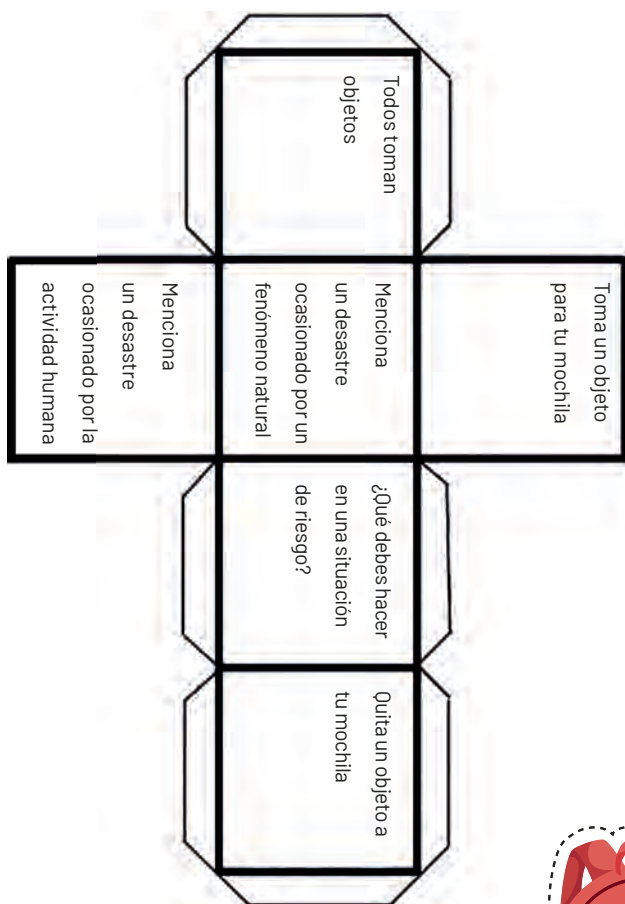 Toma un objeto
para tu mochila
Todos toman
objetos
Menciona
un desastre
ocasionado por un
fenómeno natural
¿Qué debes hacer
en una situación
de riesgo?
Quita un objeto a
tu mochila
Menciona
un desastre
ocasionado por la
actividad humana